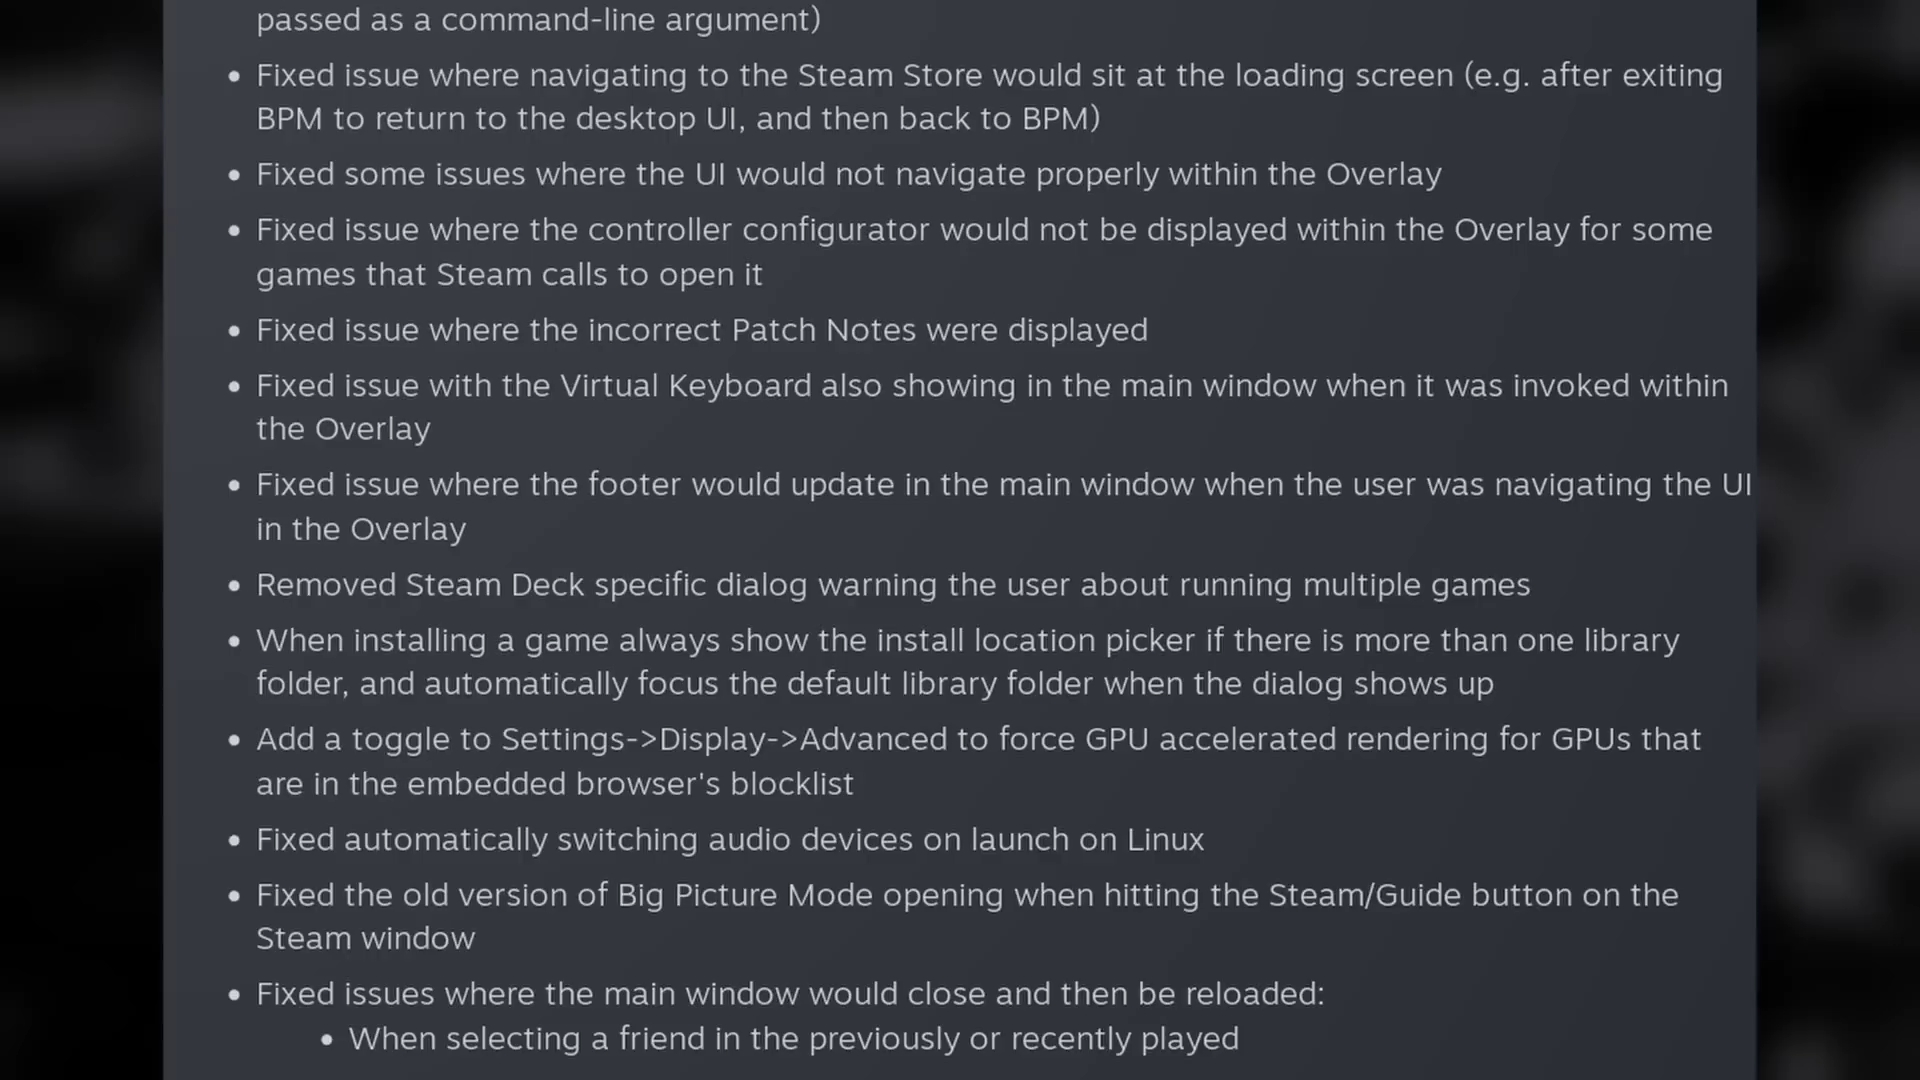 passed as a command-line argument)
• Fixed issue where navigating to the Steam Store would sit at the loading screen (e.g. after exiting
BPM to return to the desktop UI, and then back to BPM)
• Fixed some issues where the UI would not navigate properly within the Overlay
• Fixed issue where the controller configurator would not be displayed within the Overlay for some
games that Steam calls to open it
• Fixed issue where the incorrect Patch Notes were displayed
• Fixed issue with the Virtual Keyboard also showing in the main window when it was invoked within
the Overlay
• Fixed issue where the footer would update in the main window when the user was navigating the UI
in the Overlay
• Removed Steam Deck specific dialog warning the user about running multiple games
• When installing a game always show the install location picker if there is more than one library
folder, and automatically focus the default library folder when the dialog shows up
• Add a toggle to Settings->Display->Advanced to force GPU accelerated rendering for GPUs that
are in the embedded browser's blocklist
• Fixed automatically switching audio devices on launch on Linux
• Fixed the old version of Big Picture Mode opening when hitting the Steam/Guide button on the
Steam window
• Fixed issues where the main window would close and then be reloaded:
• When selecting a friend in the previously or recently played